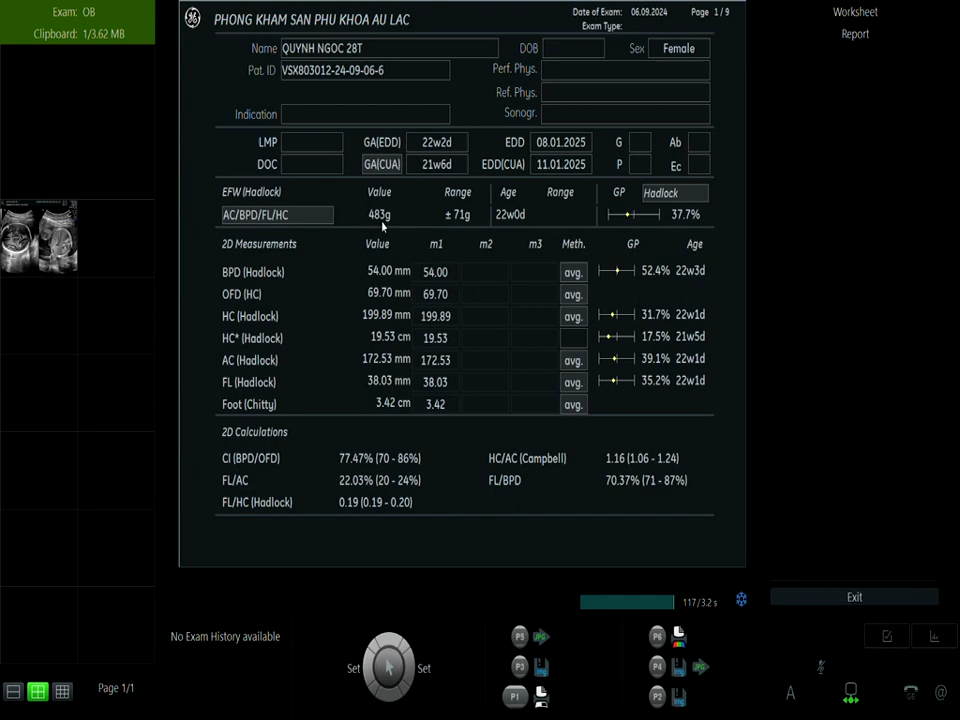 Exam: OB
Clipboard: 1/3.62 MB
PHONG KHAM SAN PHU KHOA AU LAC
Date of Exam: 06.09.2024 Page 1 / 9
Exam Type:
Name QUYNH NGOC 28T DOB Sex Female
Pat. ID VSX803012-24-09-06-6 Perf. Phys.
Ref. Phys.
Indication Sonogr.
LMP GA(EDD) 22w2d EDD 08.01.2025 G Ab
DOC GA(CUA) 21w6d EDD(CUA) 11.01.2025 P Ec
EFW (Hadlock) Value Range Age Range GP Hadlock
AC/BPD/FL/HC 483g ± 71g 22w0d 37.7%
2D Measurements Value m1 m2 m3 Meth. GP Age
BPD (Hadlock) 54.00 mm 54.00 avg. 52.4% 22w3d
OFD (HC) 69.70 mm 69.70 avg.
HC (Hadlock) 199.89 mm 199.89 avg. 31.7% 22w1d
HC* (Hadlock) 19.53 cm 19.53 17.5% 21w5d
AC (Hadlock) 172.53 mm 172.53 avg. 39.1% 22w1d
FL (Hadlock) 38.03 mm 38.03 avg. 35.2% 22w1d
Foot (Chitty) 3.42 cm 3.42 avg.
2D Calculations
CI (BPD/OFD) 77.47% (70 - 86%) HC/AC (Campbell) 1.16 (1.06 - 1.24)
FL/AC 22.03% (20 - 24%) FL/BPD 70.37% (71 - 87%)
FL/HC (Hadlock) 0.19 (0.19 - 0.20)
Worksheet
Report
117/3.2 s
Exit
No Exam History available
Set Set
P5 JPG P6
P3 img P4 img JPG
P1 P2 img
Page 1/1
A GE @